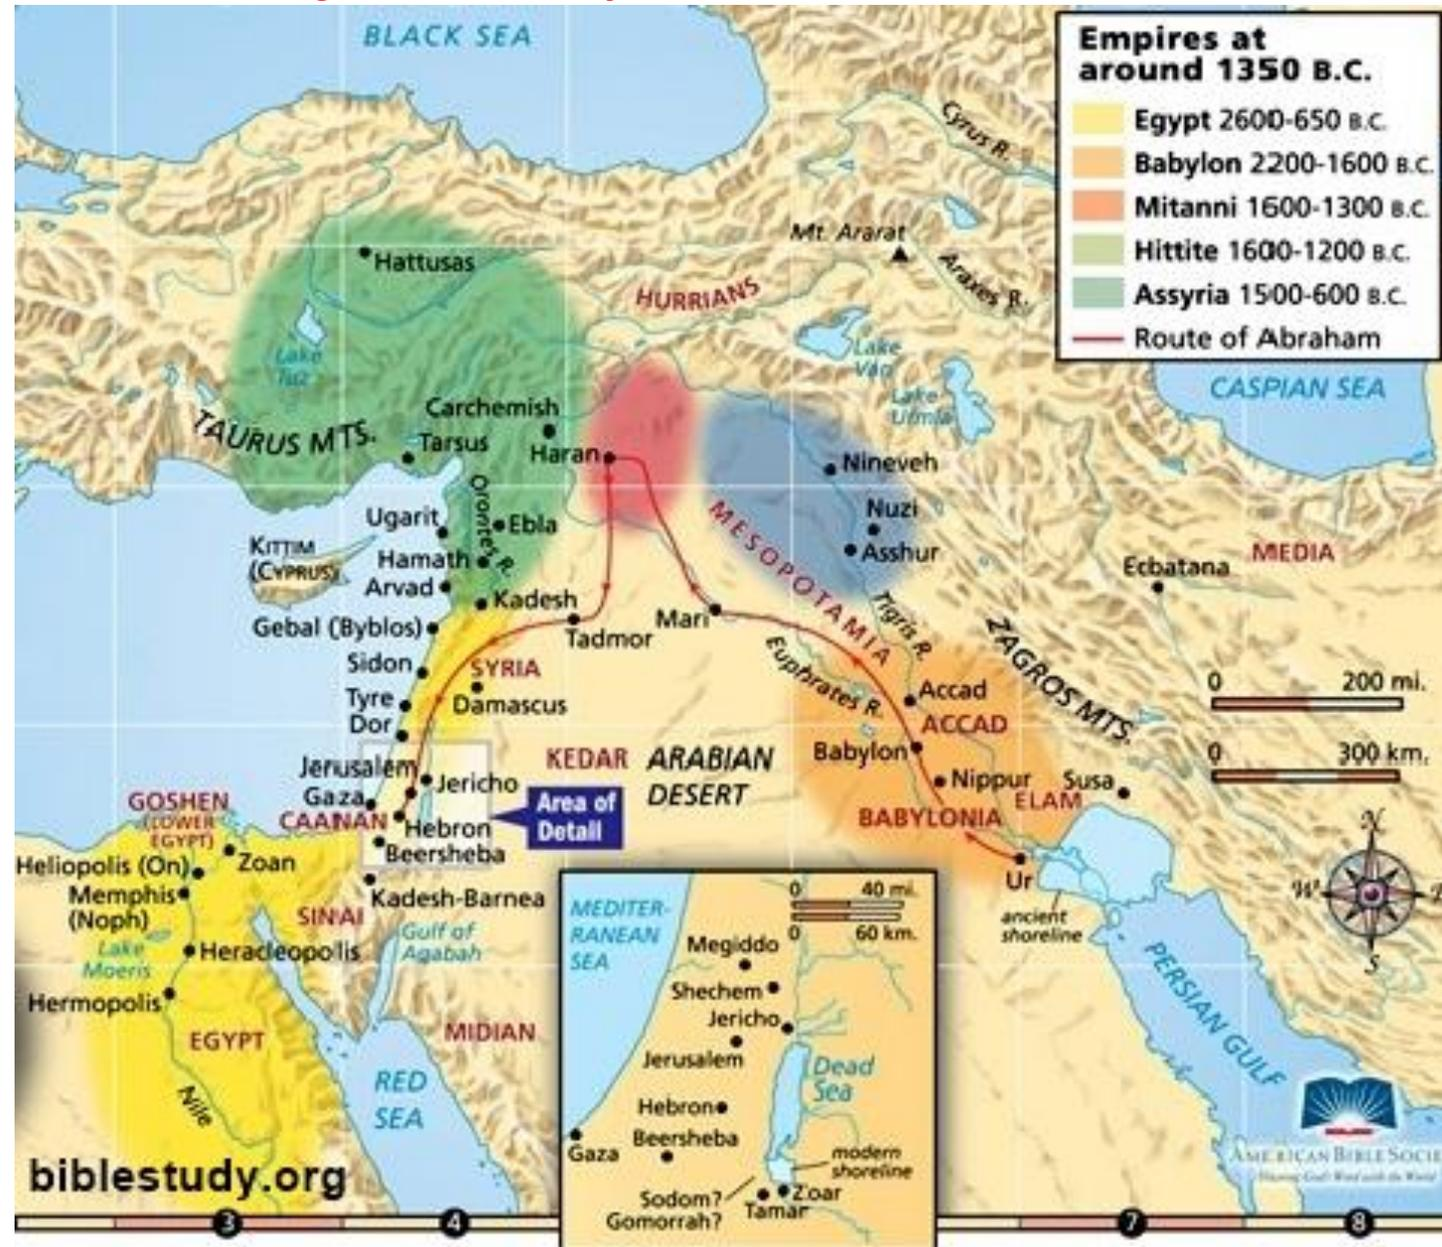 BLACK SEA
Empires at
around 1350 B.C.
Egypt 2600-650 B.C.
Babylon 2200-1600 B.C.
Mitanni 1600-1300 B.C.
Hittite 1600-1200 B.C.
Assyria 1500-600 B.C.
Route of Abraham
Cyrus R.
Mt. Ararat
Araxes R.
Hattusas
HURRIANS
Lake
Tuz
Lake
Van
Lake
Urmia
CASPIAN SEA
TAURUS MTS.
Carchemish
Tarsus
Haran
Nineveh
Nuzi
Asshur
Orontes R.
Ugarit
Ebla
KITTIM
(CYPRUS)
Hamath
Arvad
Kadesh
MESOPOTAMIA
MEDIA
Ecbatana
Gebal (Byblos)
Tadmor
Mari
Tigris R.
Euphrates R.
ZAGROS MTS.
Sidon
SYRIA
Tyre
Damascus
Dor
Accad
ACCAD
0 200 mi.
0 300 km.
Babylon
KEDAR
ARABIAN
DESERT
Jerusalem
Jericho
Nippur
Susa
ELAM
Gaza
Area of
Detail
GOSHEN
(LOWER
EGYPT)
CAANAN
Hebron
Beersheba
BABYLONIA
Heliopolis (On)
Zoan
Ur
Memphis
(Noph)
Kadesh-Barnea
SINAI
Gulf of
Agabah
ancient
shoreline
N
W
S
Lake
Moeris
Heracleopolis
Hermopolis
EGYPT
MIDIAN
Nile
RED
SEA
PERSIAN GULF
MEDITER-
RANEAN
SEA
0 40 mi.
0 60 km.
Megiddo
Shechem
Jericho
Jerusalem
Dead
Sea
Hebron
Beersheba
Gaza
modern
shoreline
Sodom?
Gomorrah?
Zoar
Tamar
AMERICAN BIBLE SOCIE
biblestudy.org
3
4
7
8